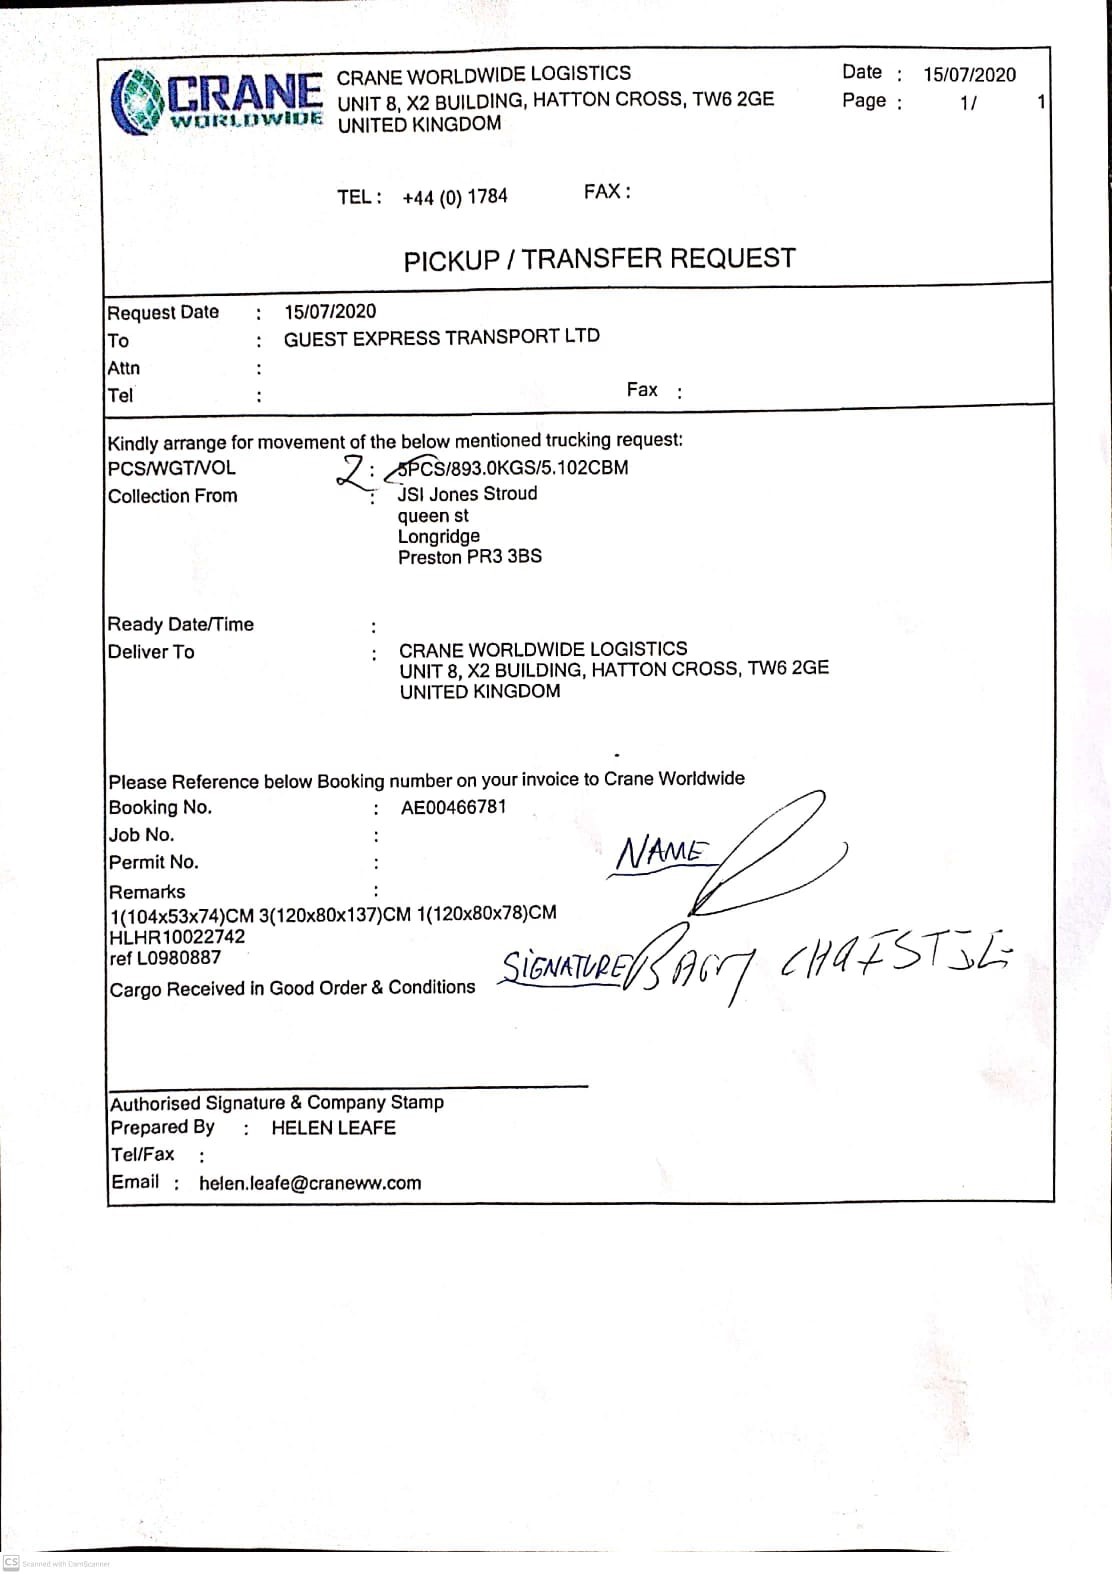 CRANE WORLDWIDE
CRANE WORLDWIDE LOGISTICS
UNIT 8, X2 BUILDING, HATTON CROSS, TW6 2GE
UNITED KINGDOM
Date : 15/07/2020
Page : 1/ 1
TEL : +44 (0) 1784 FAX :
PICKUP / TRANSFER REQUEST
Request Date : 15/07/2020
To : GUEST EXPRESS TRANSPORT LTD
Attn :
Tel : Fax :
Kindly arrange for movement of the below mentioned trucking request:
PCS/WGT/VOL 2 : 5PCS/893.0KGS/5.102CBM
Collection From : JSI Jones Stroud
queen st
Longridge
Preston PR3 3BS
Ready Date/Time :
Deliver To : CRANE WORLDWIDE LOGISTICS
UNIT 8, X2 BUILDING, HATTON CROSS, TW6 2GE
UNITED KINGDOM
Please Reference below Booking number on your invoice to Crane Worldwide
Booking No. : AE00466781
Job No. :
Permit No. :
NAME
Remarks :
1(104x53x74)CM 3(120x80x137)CM 1(120x80x78)CM
HLHR10022742
ref L0980887
SIGNATURE
Cargo Received in Good Order & Conditions
Authorised Signature & Company Stamp
Prepared By : HELEN LEAFE
Tel/Fax :
Email : helen.leafe@craneww.com
CS Scanned with CamScanner